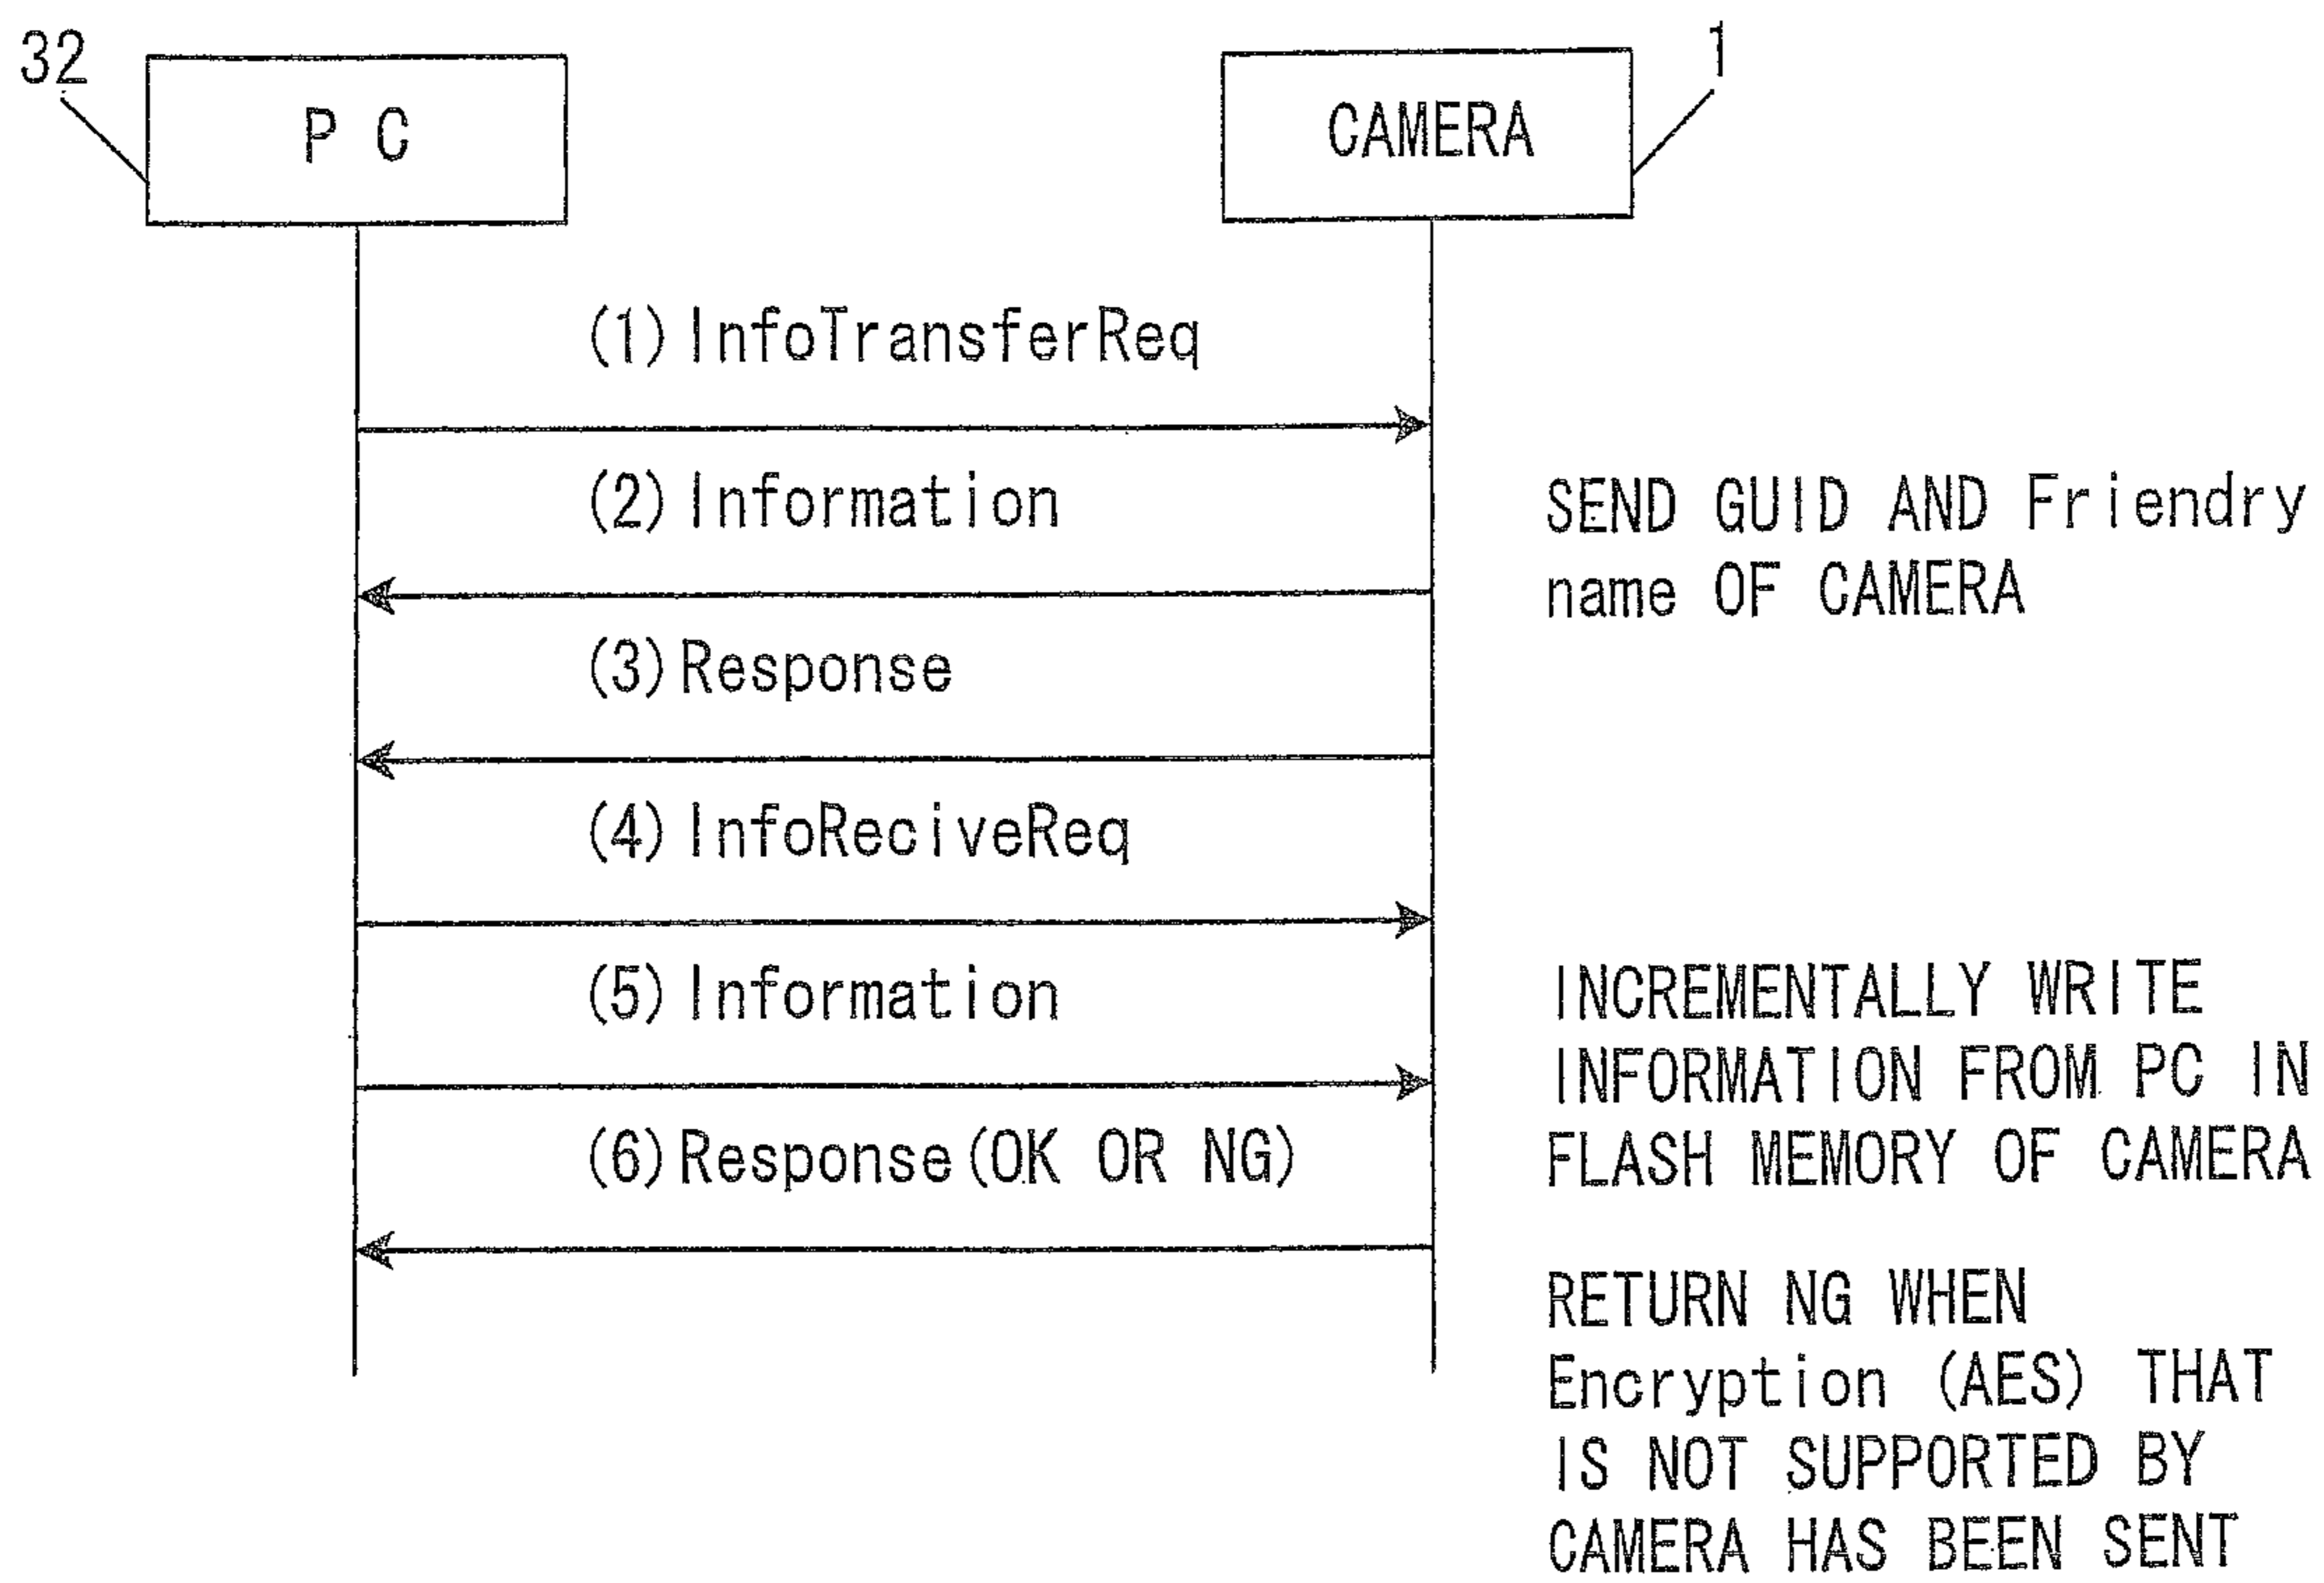 32
P C
CAMERA
1
(1) InfoTransferReq
(2) Information
SEND GUID AND Friendry
name OF CAMERA
(3) Response
(4) InfoReciveReq
(5) Information
INCREMENTALLY WRITE
INFORMATION FROM PC IN
FLASH MEMORY OF CAMERA
(6) Response (OK OR NG)
RETURN NG WHEN
Encryption (AES) THAT
IS NOT SUPPORTED BY
CAMERA HAS BEEN SENT